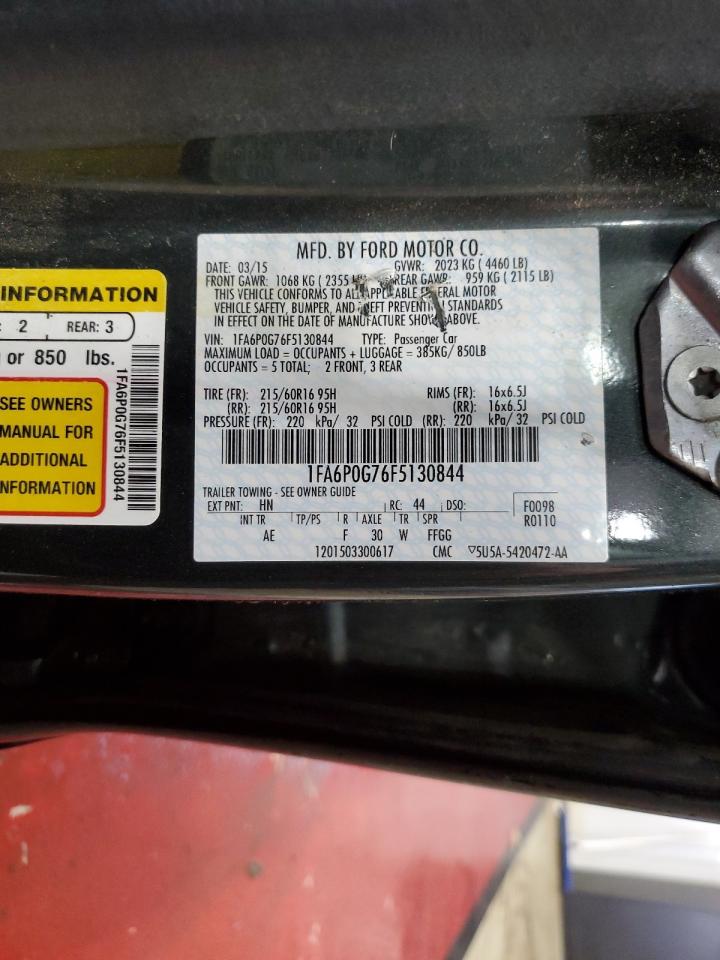 INFORMATION
: 2 REAR: 3
or 850 lbs.
SEE OWNERS
MANUAL FOR
ADDITIONAL
INFORMATION
1FA6P0G76F5130844
MFD. BY FORD MOTOR CO.
DATE: 03/15 GVWR: 2023 KG ( 4460 LB)
FRONT GAWR: 1068 KG ( 2355 REAR GAWR: 959 KG ( 2115 LB)
THIS VEHICLE CONFORMS TO ALL APPLICABLE MOTOR
VEHICLE SAFETY, BUMPER, AND THEFT PREVENTION STANDARDS
IN EFFECT ON THE DATE OF MANUFACTURE SHOWN ABOVE.
VIN: 1FA6P0G76F5130844 TYPE: Passenger Car
MAXIMUM LOAD = OCCUPANTS + LUGGAGE = 385KG/850LB
OCCUPANTS = 5 TOTAL; 2 FRONT, 3 REAR
TIRE (FR): 215/60R16 95H RIMS (FR): 16x6.5J
(RR): 215/60R16 95H (RR): 16x6.5J
PRESSURE (FR): 220 kPa/ 32 PSI COLD (RR): 220 kPa/ 32 PSI COLD
1FA6P0G76F5130844
TRAILER TOWING - SEE OWNER GUIDE
EXT PNT: HN RC: 44 DSO: F0098
INT TR TP/PS R AXLE TR SPR R0110
AE F 30 W FFGG
1201503300617 CMC ▽5U5A-5420472-AA